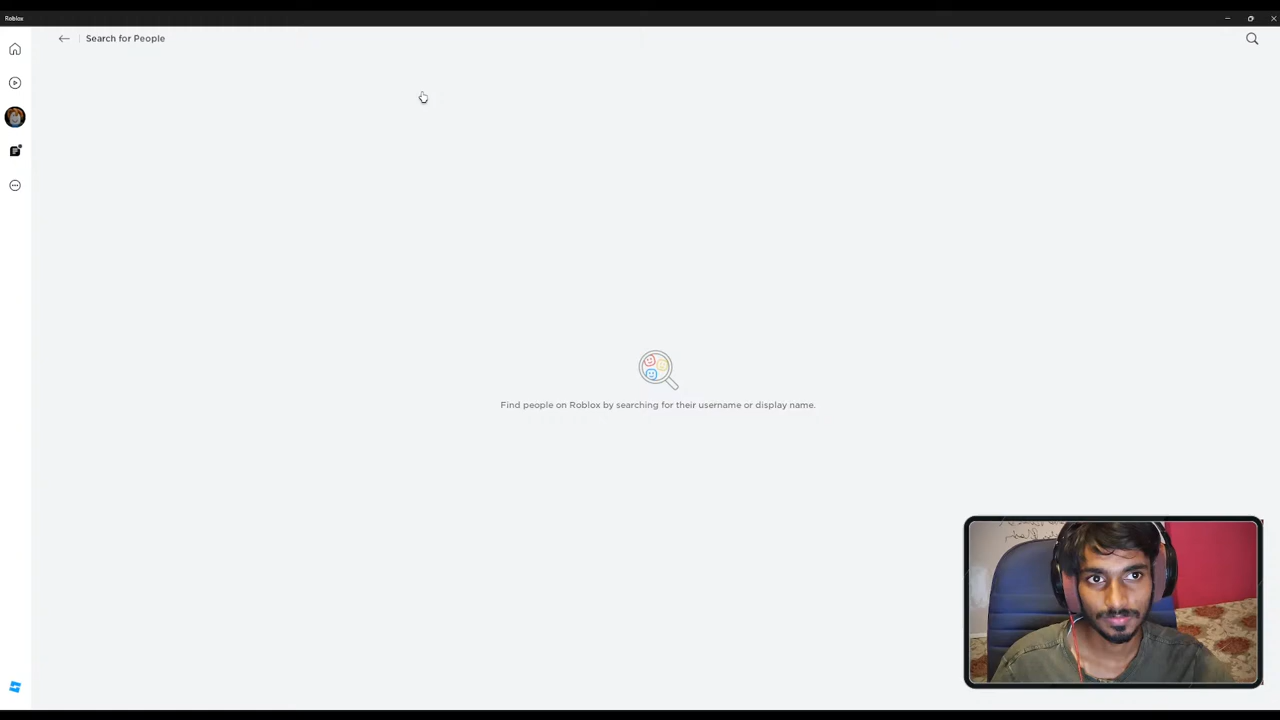 Roblox
Search for People
Find people on Roblox by searching for their username or display name.